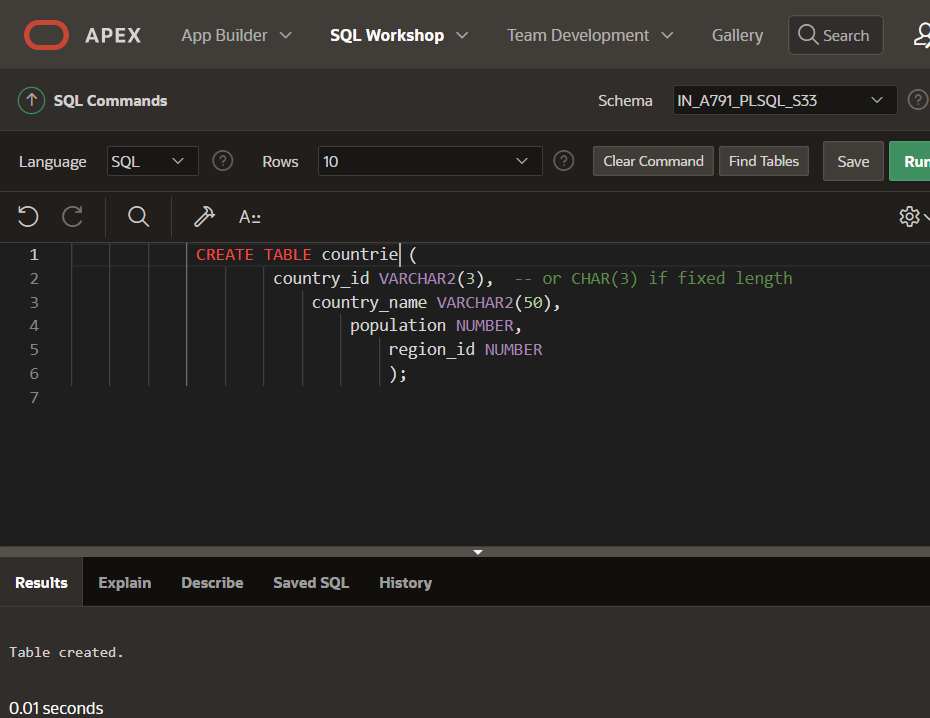 APEX App Builder SQL Workshop Team Development Gallery Search
SQL Commands Schema IN_A791_PLSQL_S33 ?
Language SQL ? Rows 10 ? Clear Command Find Tables Save Run
A::
1 CREATE TABLE countrie (
2 country_id VARCHAR2(3), -- or CHAR(3) if fixed length
3 country_name VARCHAR2(50),
4 population NUMBER,
5 region_id NUMBER
6 );
7
Results Explain Describe Saved SQL History
Table created.
0.01 seconds